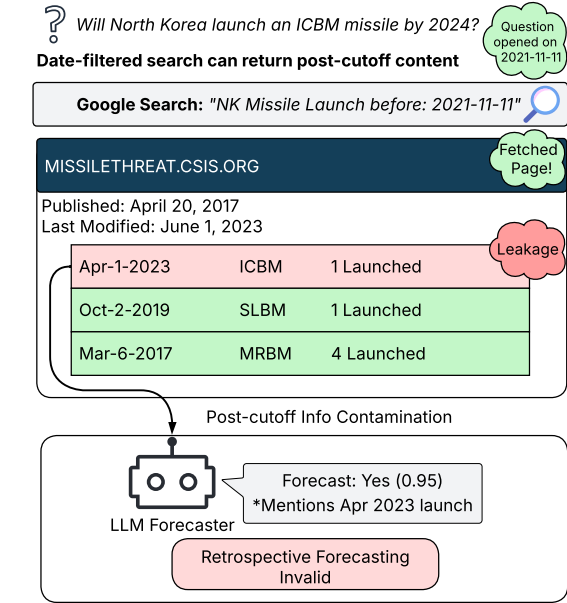 Will North Korea launch an ICBM missile by 2024?
Question
opened on
2021-11-11
Date-filtered search can return post-cutoff content
Google Search: "NK Missile Launch before: 2021-11-11"
MISSILETHREAT.CSIS.ORG
Fetched
Page!
Published: April 20, 2017
Last Modified: June 1, 2023
Leakage
Apr-1-2023 ICBM 1 Launched
Oct-2-2019 SLBM 1 Launched
Mar-6-2017 MRBM 4 Launched
Post-cutoff Info Contamination
Forecast: Yes (0.95)
*Mentions Apr 2023 launch
LLM Forecaster
Retrospective Forecasting
Invalid